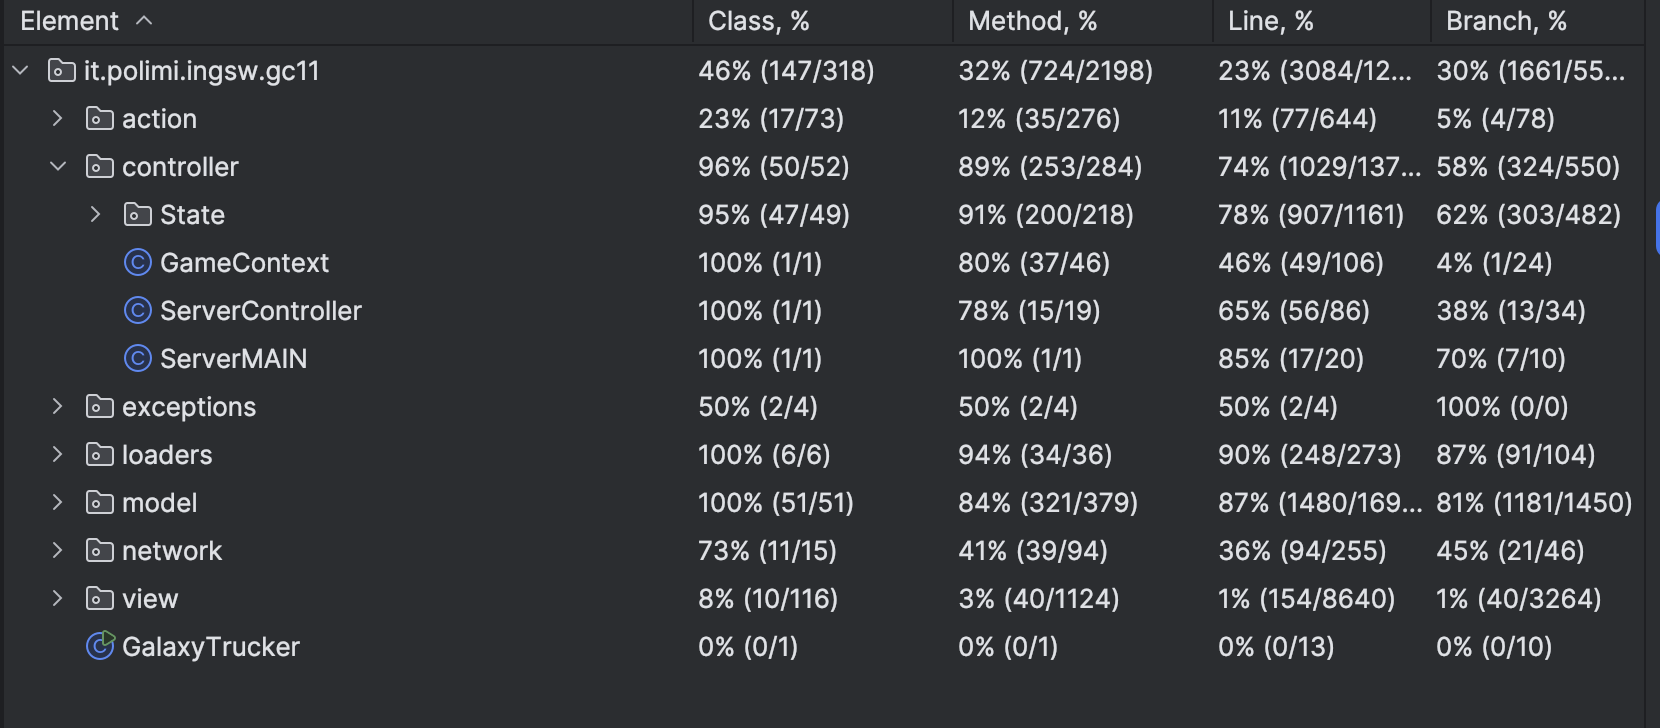 Element Class, % Method, % Line, % Branch, %
it.polimi.ingsw.gc11 46% (147/318) 32% (724/2198) 23% (3084/12... 30% (1661/55...
action 23% (17/73) 12% (35/276) 11% (77/644) 5% (4/78)
controller 96% (50/52) 89% (253/284) 74% (1029/137... 58% (324/550)
State 95% (47/49) 91% (200/218) 78% (907/1161) 62% (303/482)
GameContext 100% (1/1) 80% (37/46) 46% (49/106) 4% (1/24)
ServerController 100% (1/1) 78% (15/19) 65% (56/86) 38% (13/34)
ServerMAIN 100% (1/1) 100% (1/1) 85% (17/20) 70% (7/10)
exceptions 50% (2/4) 50% (2/4) 50% (2/4) 100% (0/0)
loaders 100% (6/6) 94% (34/36) 90% (248/273) 87% (91/104)
model 100% (51/51) 84% (321/379) 87% (1480/169... 81% (1181/1450)
network 73% (11/15) 41% (39/94) 36% (94/255) 45% (21/46)
view 8% (10/116) 3% (40/1124) 1% (154/8640) 1% (40/3264)
GalaxyTrucker 0% (0/1) 0% (0/1) 0% (0/13) 0% (0/10)